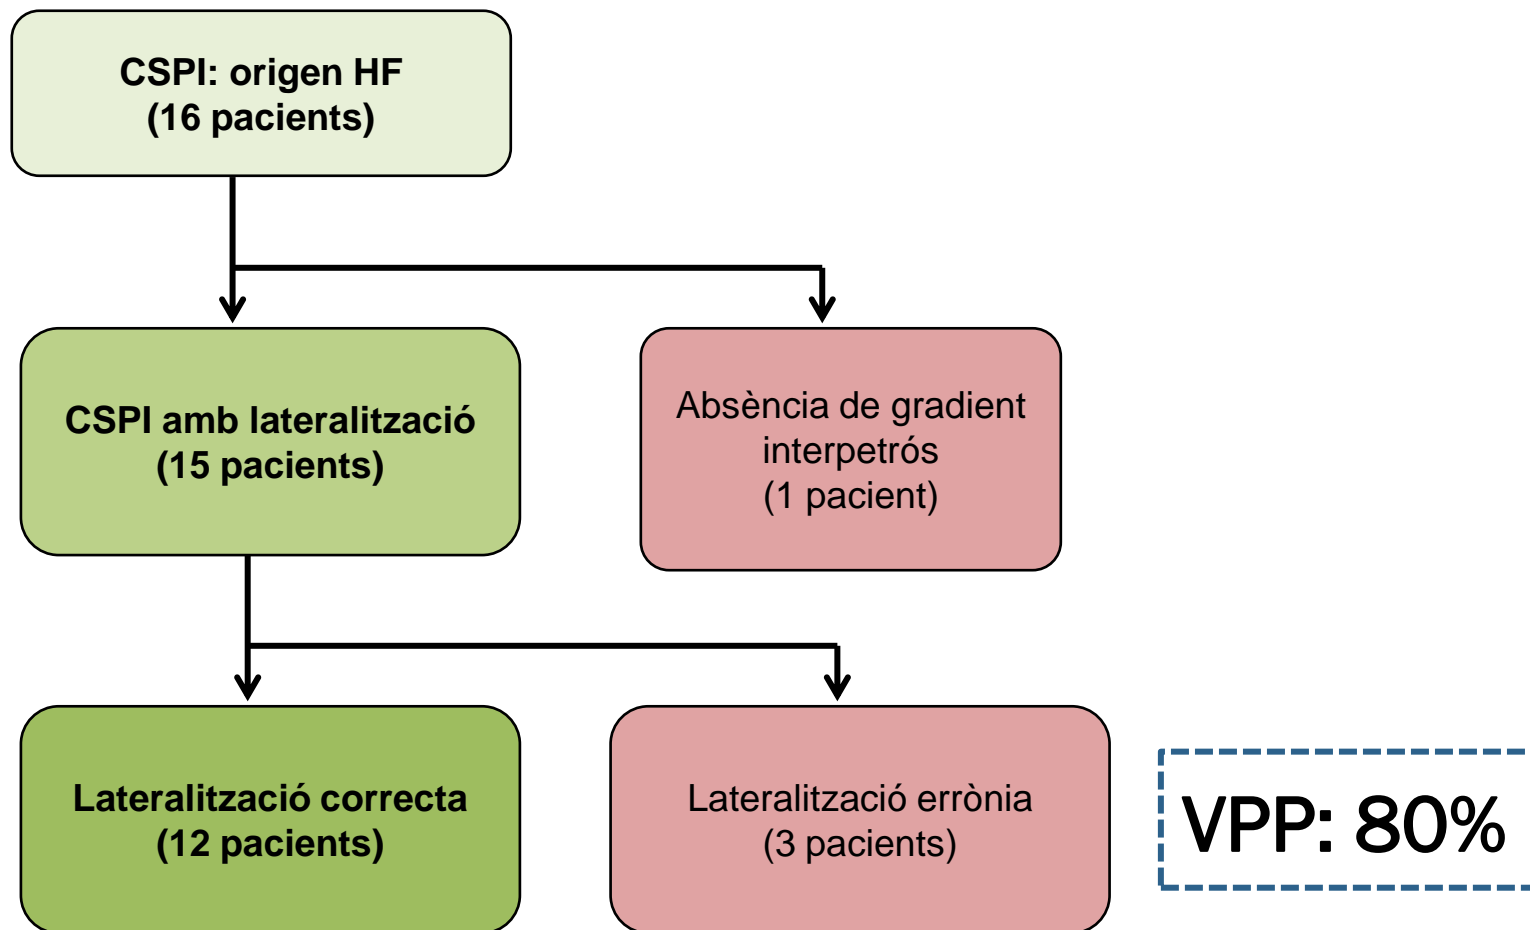 CSPI: origen HF
(16 pacients)
CSPI amb lateralització
(15 pacients)
Absència de gradient
interpetrós
(1 pacient)
Lateralització correcta
(12 pacients)
Lateralització errònia
(3 pacients)
VPP: 80%